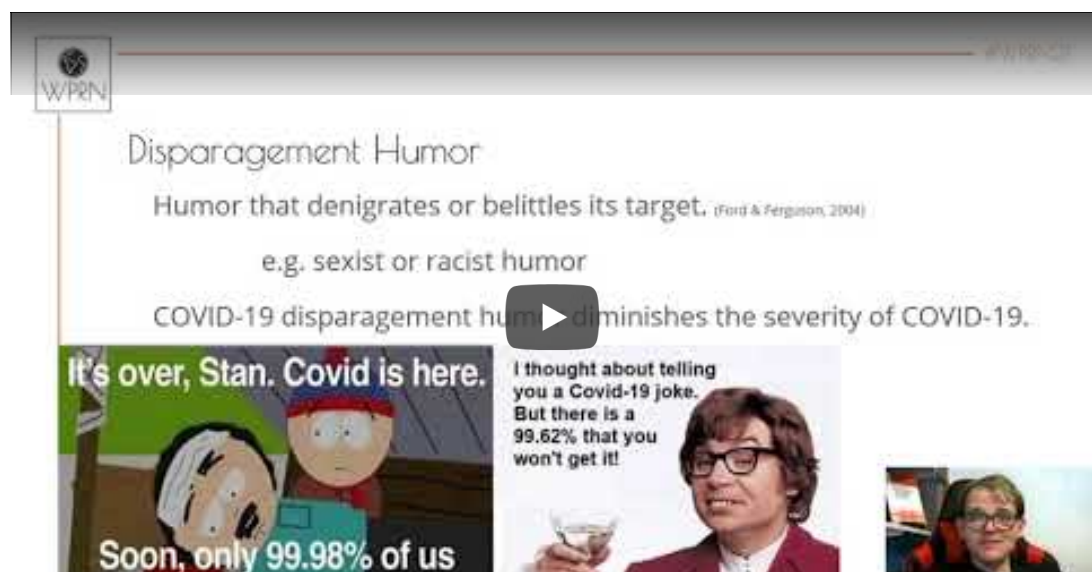 WPRN
#WPRN21
Disparagement Humor
Humor that denigrates or belittles its target. (Ford & Ferguson, 2004)
e.g. sexist or racist humor
COVID-19 disparagement humor diminishes the severity of COVID-19.
It's over, Stan. Covid is here.
Soon, only 99.98% of us
I thought about telling
you a Covid-19 joke.
But there is a
99.62% that you
won't get it!